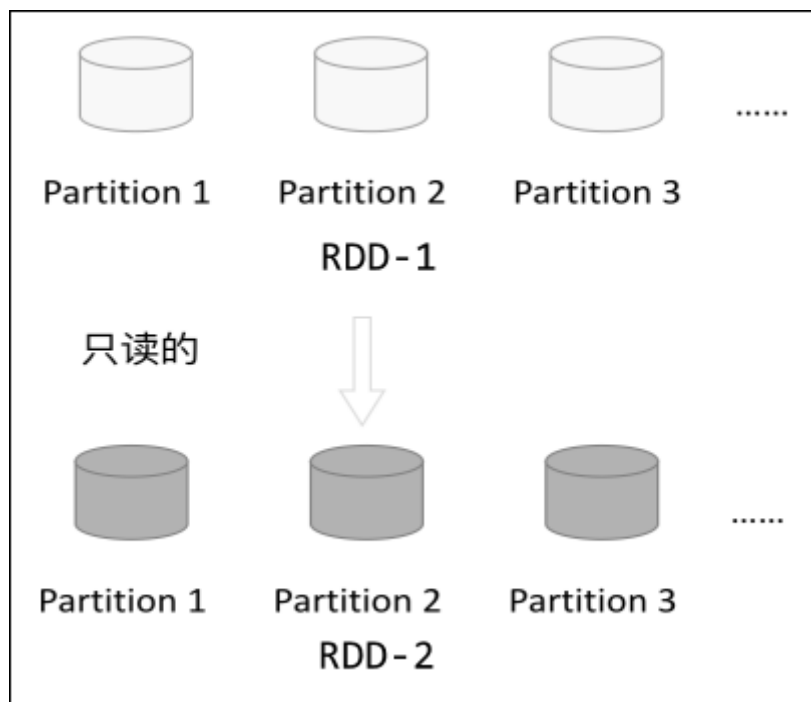 ……
Partition 1 Partition 2 Partition 3
RDD-1
只读的
……
Partition 1 Partition 2 Partition 3
RDD-2